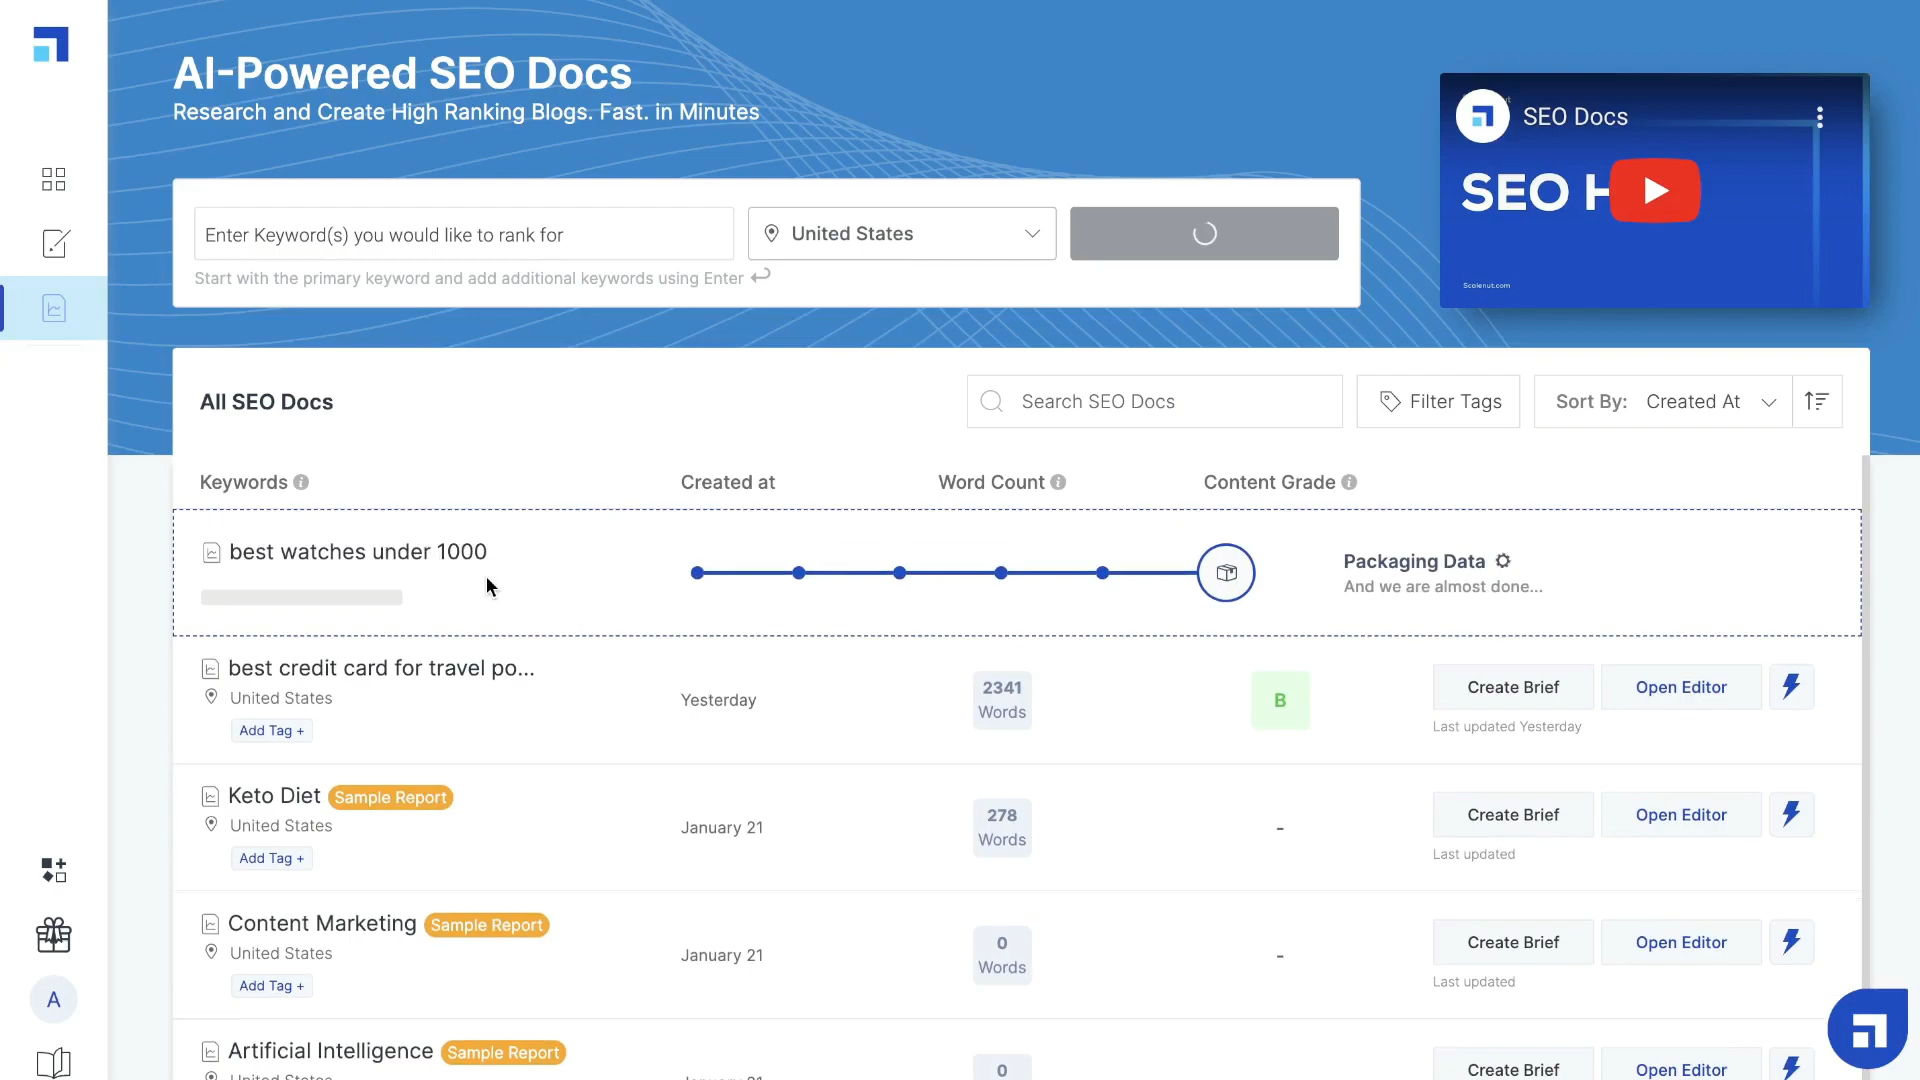 AI-Powered SEO Docs
Research and Create High Ranking Blogs. Fast. in Minutes
SEO Docs
SEO H
Scalenut.com
Enter Keyword(s) you would like to rank for
United States
Start with the primary keyword and add additional keywords using Enter
All SEO Docs
Search SEO Docs
Filter Tags
Sort By: Created At
Keywords
Created at
Word Count
Content Grade
best watches under 1000
Packaging Data
And we are almost done...
best credit card for travel po...
United States
Add Tag +
Yesterday
2341
Words
B
Create Brief
Open Editor
Last updated Yesterday
Keto Diet Sample Report
United States
Add Tag +
January 21
278
Words
-
Create Brief
Open Editor
Last updated
Content Marketing Sample Report
United States
Add Tag +
January 21
0
Words
-
Create Brief
Open Editor
Last updated
A
Artificial Intelligence Sample Report
United States
0
Create Brief
Open Editor